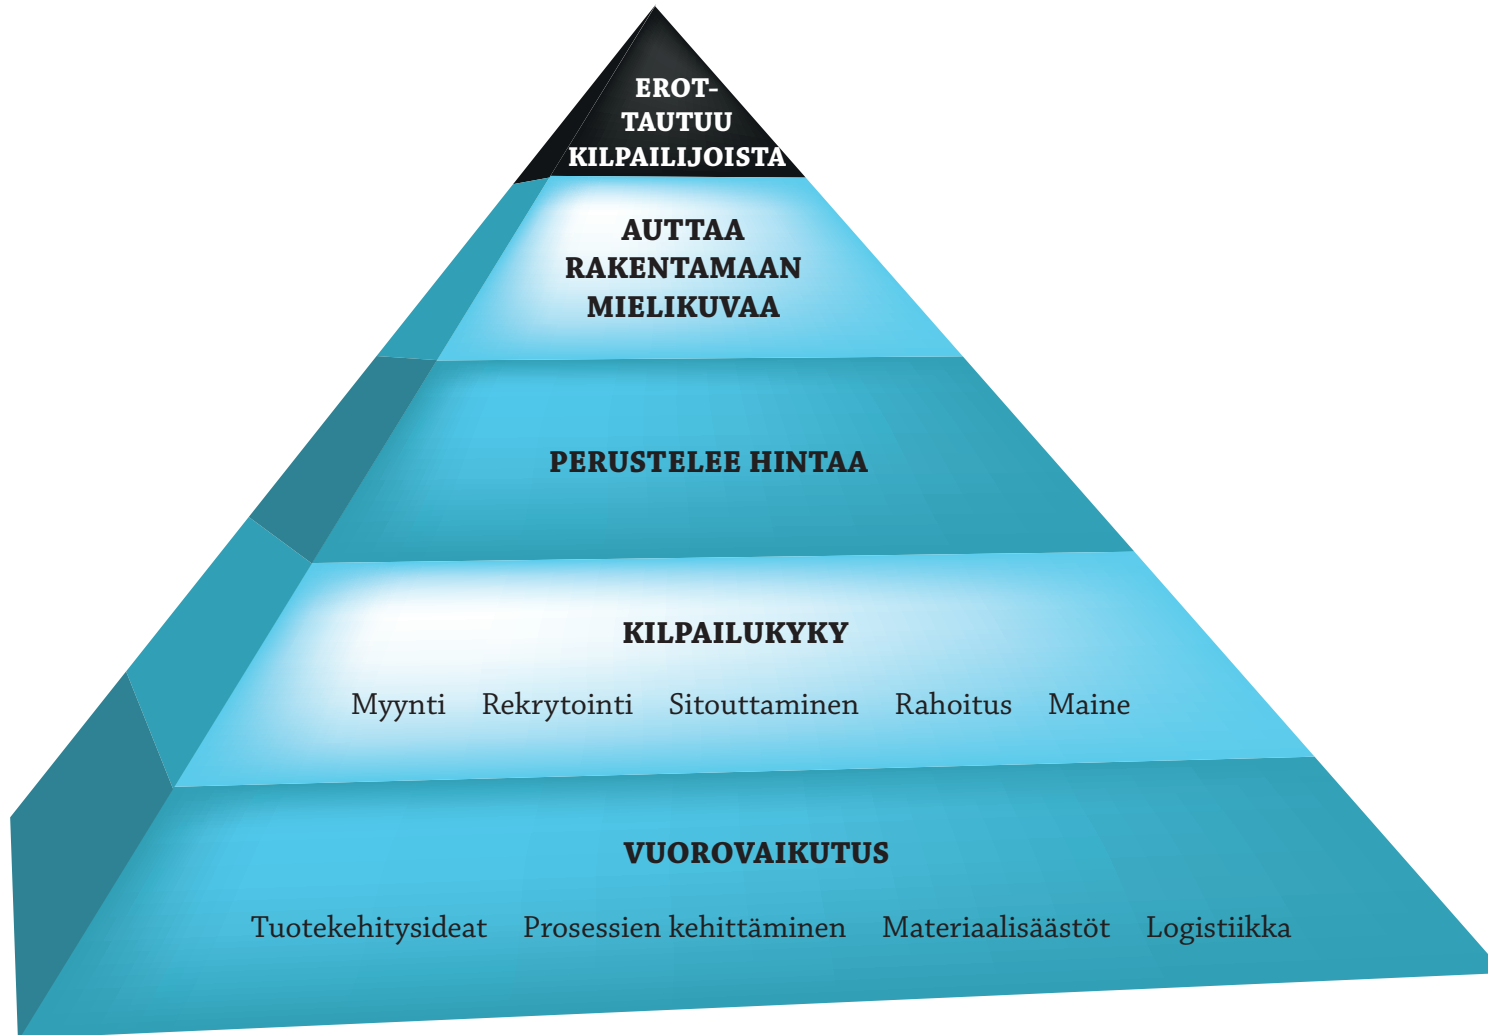 EROT-
TAUTUU
KILPAILIJOISTA
AUTTAA
RAKENTAMAAN
MIELIKUVAA
PERUSTELEE HINTAA
KILPAILUKYKY
Myynti Rekrytointi Sitouttaminen Rahoitus Maine
VUOROVAIKUTUS
Tuotekehitysideat Prosessien kehittäminen Materiaalisäästöt Logistiikka